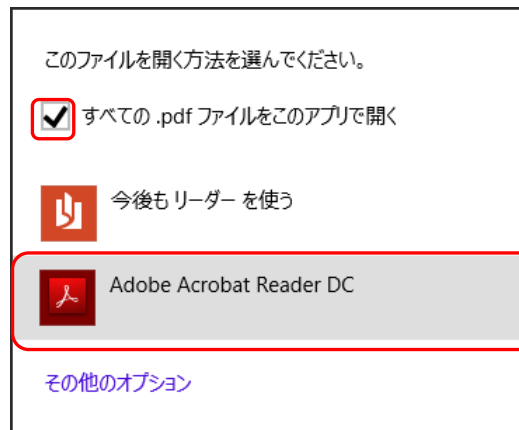 このファイルを開く方法を選んでください。
すべての .pdf ファイルをこのアプリで開く
今後も リーダー を使う
Adobe Acrobat Reader DC
その他のオプション